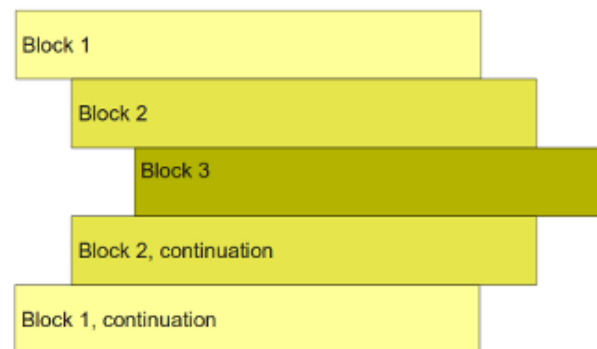 Block 1
Block 2
Block 3
Block 2, continuation
Block 1, continuation